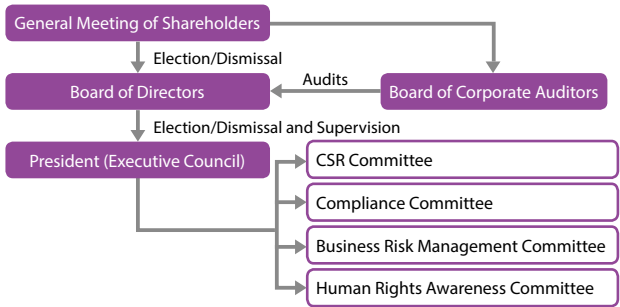 General Meeting of Shareholders
Election/Dismissal
Audits
Board of Directors
Board of Corporate Auditors
Election/Dismissal and Supervision
President (Executive Council)
CSR Committee
Compliance Committee
Business Risk Management Committee
Human Rights Awareness Committee